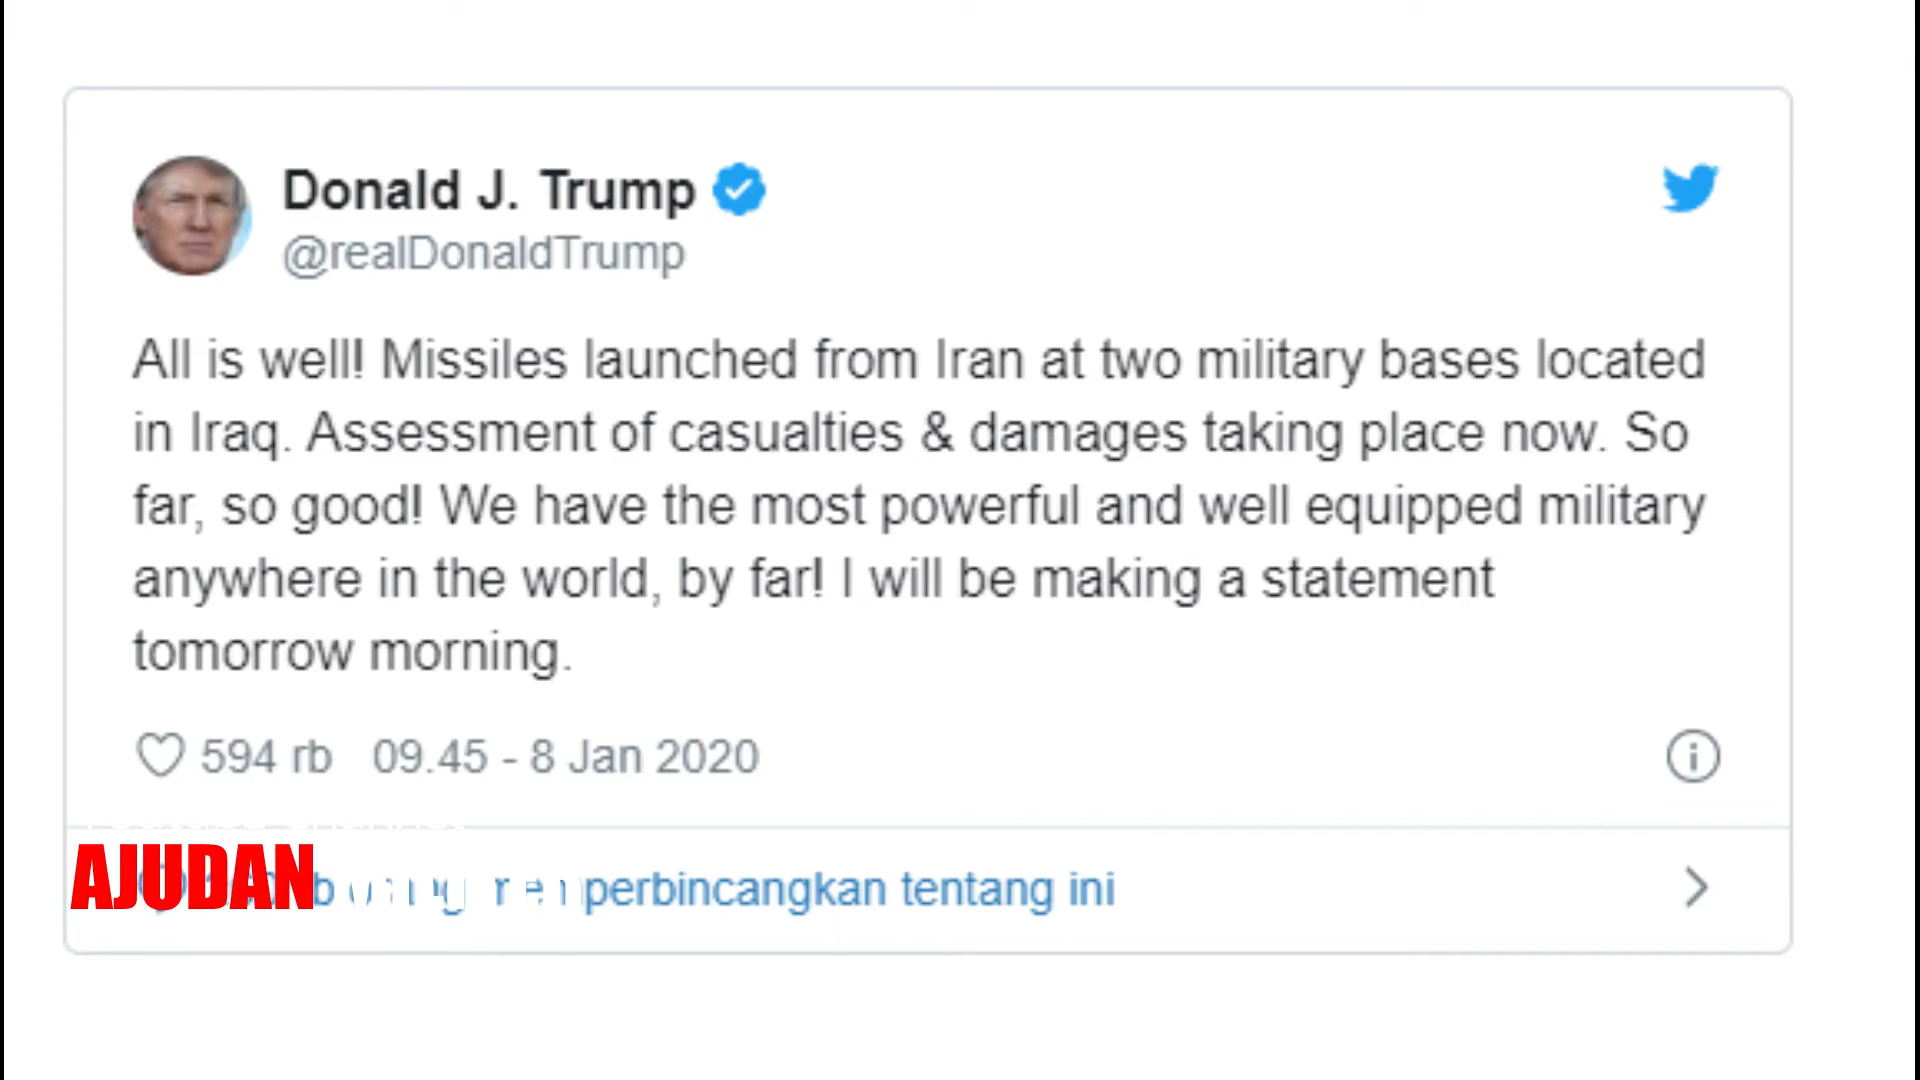 Donald J. Trump
@realDonaldTrump
All is well! Missiles launched from Iran at two military bases located
in Iraq. Assessment of casualties & damages taking place now. So
far, so good! We have the most powerful and well equipped military
anywhere in the world, by far! I will be making a statement
tomorrow morning.
594 rb 09.45 - 8 Jan 2020
AJUDAN memperbincangkan tentang ini